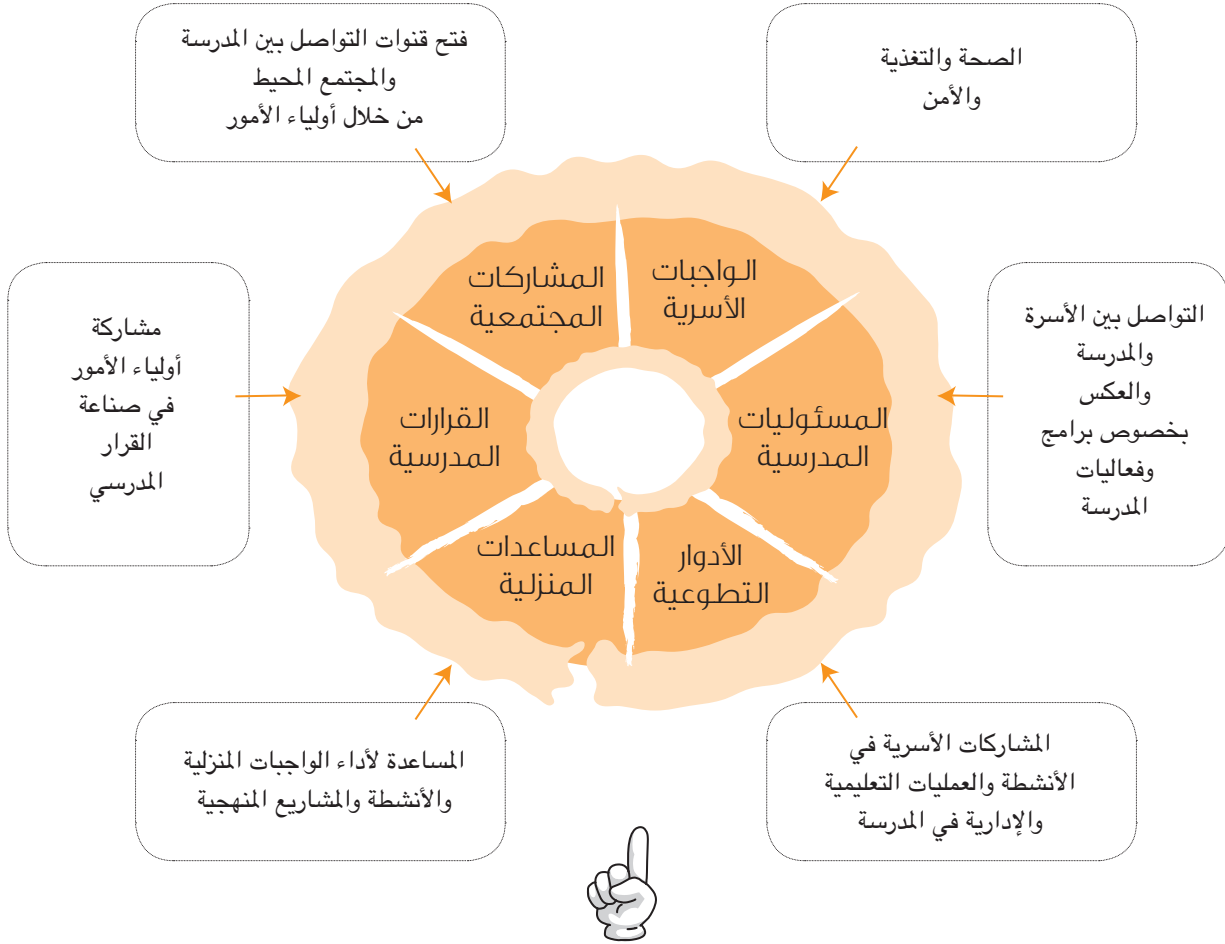 الصحة والتغذية
والأمن
فتح قنوات التواصل بين المدرسة
والمجتمع المحيط
من خلال أولياء الأمور
الـواجبات
الأسرية
المشاركات
المجتمعية
التواصل بين الأسرة
والمدرسة
والعكس
بخصوص برامج
وفعاليات
المدرسة
المسئوليات
المدرسية
القرارات
المدرسية
مشاركة
أولياء الأمور
في صناعة
القرار
المدرسي
الأدوار
التطوعية
المساعدات
المنزلية
المشاركات الأسرية في
الأنشطة والعمليات التعليمية
والإدارية في المدرسة
المساعدة لأداء الواجبات المنزلية
والأنشطة والمشاريع المنهجية